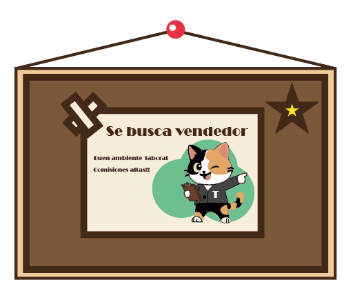 Se busca vendedor
Buen ambiente laboral
Comisiones altas!!
T